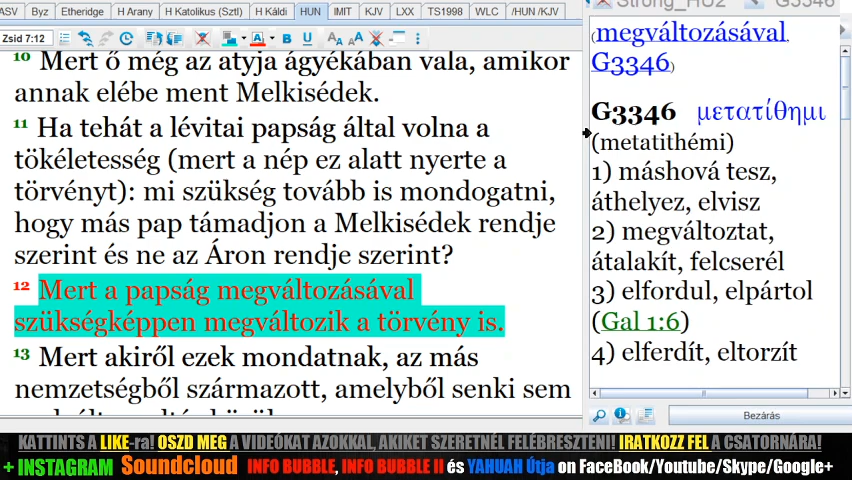 ASV Byz Etheridge H Arany H Katolikus (Sztl) H Káldi HUN IMIT KJV LXX TS1998 WLC /HUN /KJV
Strong_HU2 G3346
Zsid 7:12
B U
10 Mert ő még az atyja ágyékában vala, amikor
annak elébe ment Melkisédek.
11 Ha tehát a lévitai papság által volna a
tökéletesség (mert a nép ez alatt nyerte a
törvényt): mi szükség tovább is mondogatni,
hogy más pap támadjon a Melkisédek rendje
szerint és ne az Áron rendje szerint?
12 Mert a papság megváltozásával
szükségképpen megváltozik a törvény is.
13 Mert akiről ezek mondatnak, az más
nemzetségből származott, amelyből senki sem
(megváltozásával
G3346)
G3346 μετατίθημι
(metatithémi)
1) máshová tesz,
áthelyez, elvisz
2) megváltoztat,
átalakít, felcserél
3) elfordul, elpártol
(Gal 1:6)
4) elferdít, eltorzít
Bezárás
KATTINTS A LIKE-ra! OSZD MEG A VIDEÓKAT AZOKKAL, AKIKET SZERETNÉL FELÉBRESZTENI! IRATKOZZ FEL A CSATORNÁRA!
+ INSTAGRAM Soundcloud INFO BUBBLE, INFO BUBBLE II és YAHUAH Útja on FaceBook/Youtube/Skype/Google+